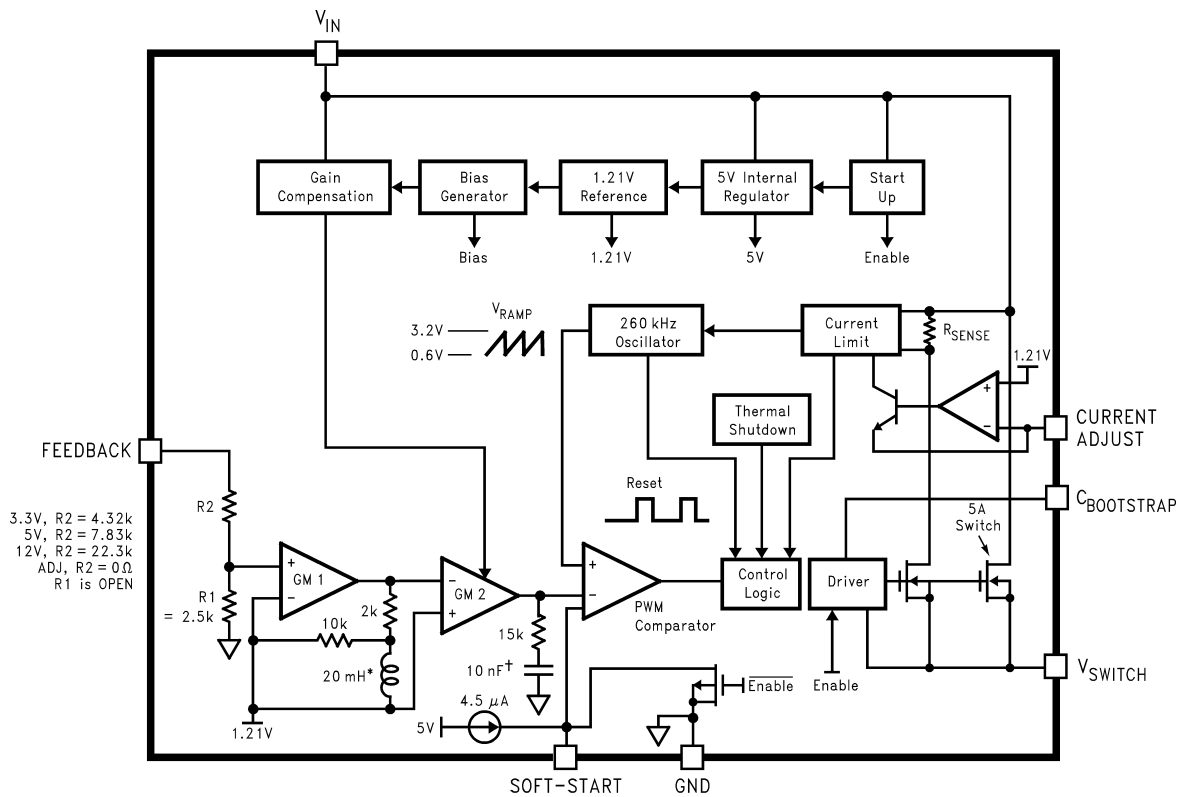 VIN
Gain
Compensation
Bias
Generator
1.21V
Reference
5V Internal
Regulator
Start
Up
Bias
1.21V
5V
Enable
VRAMP
3.2V
0.6V
260 kHz
Oscillator
Current
Limit
RSENSE
1.21V
+
−
CURRENT
ADJUST
Thermal
Shutdown
FEEDBACK
Reset
CBOOTSTRAP
5A
Switch
R2
3.3V, R2 = 4.32k
5V, R2 = 7.83k
12V, R2 = 22.3k
ADJ, R2 = 0Ω
R1 is OPEN
+
GM 1
−
−
GM 2
+
+
−
PWM
Comparator
Control
Logic
Driver
R1
= 2.5k
2k
10k
20 mH*
15k
10 nF†
1.21V
4.5 μA
5V
Enable
Enable
VSWITCH
SOFT-START
GND